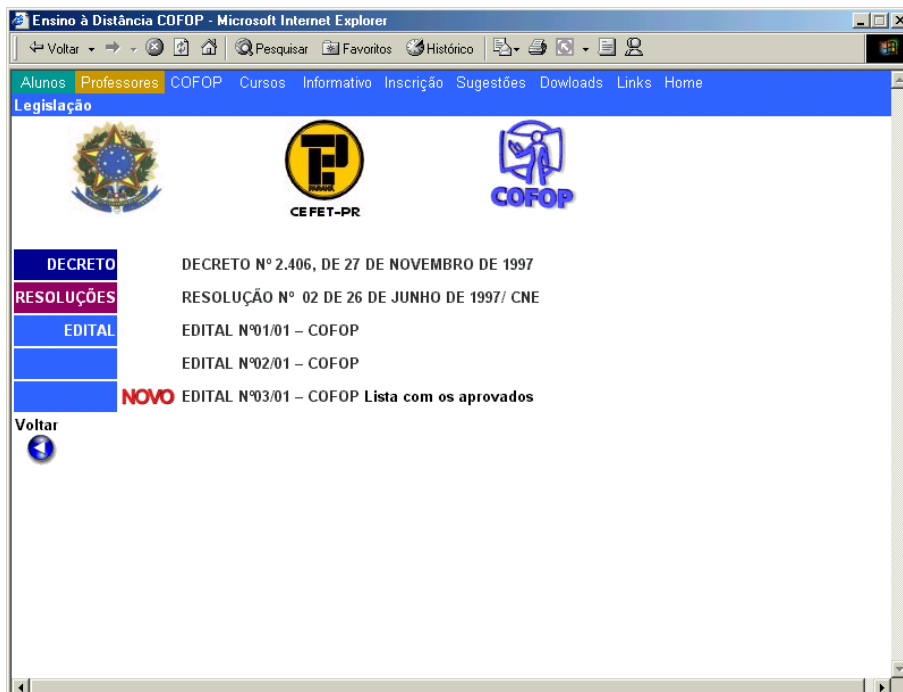 Ensino à Distância COFOP - Microsoft Internet Explorer
Voltar Pesquisar Favoritos Histórico
Alunos Professores COFOP Cursos Informativo Inscrição Sugestões Dowloads Links Home
Legislação
PARANÁ
CEFET-PR
COFOP
DECRETO DECRETO Nº 2.406, DE 27 DE NOVEMBRO DE 1997
RESOLUÇÕES RESOLUÇÃO Nº 02 DE 26 DE JUNHO DE 1997/ CNE
EDITAL EDITAL Nº01/01 – COFOP
EDITAL Nº02/01 – COFOP
NOVO EDITAL Nº03/01 – COFOP Lista com os aprovados
Voltar